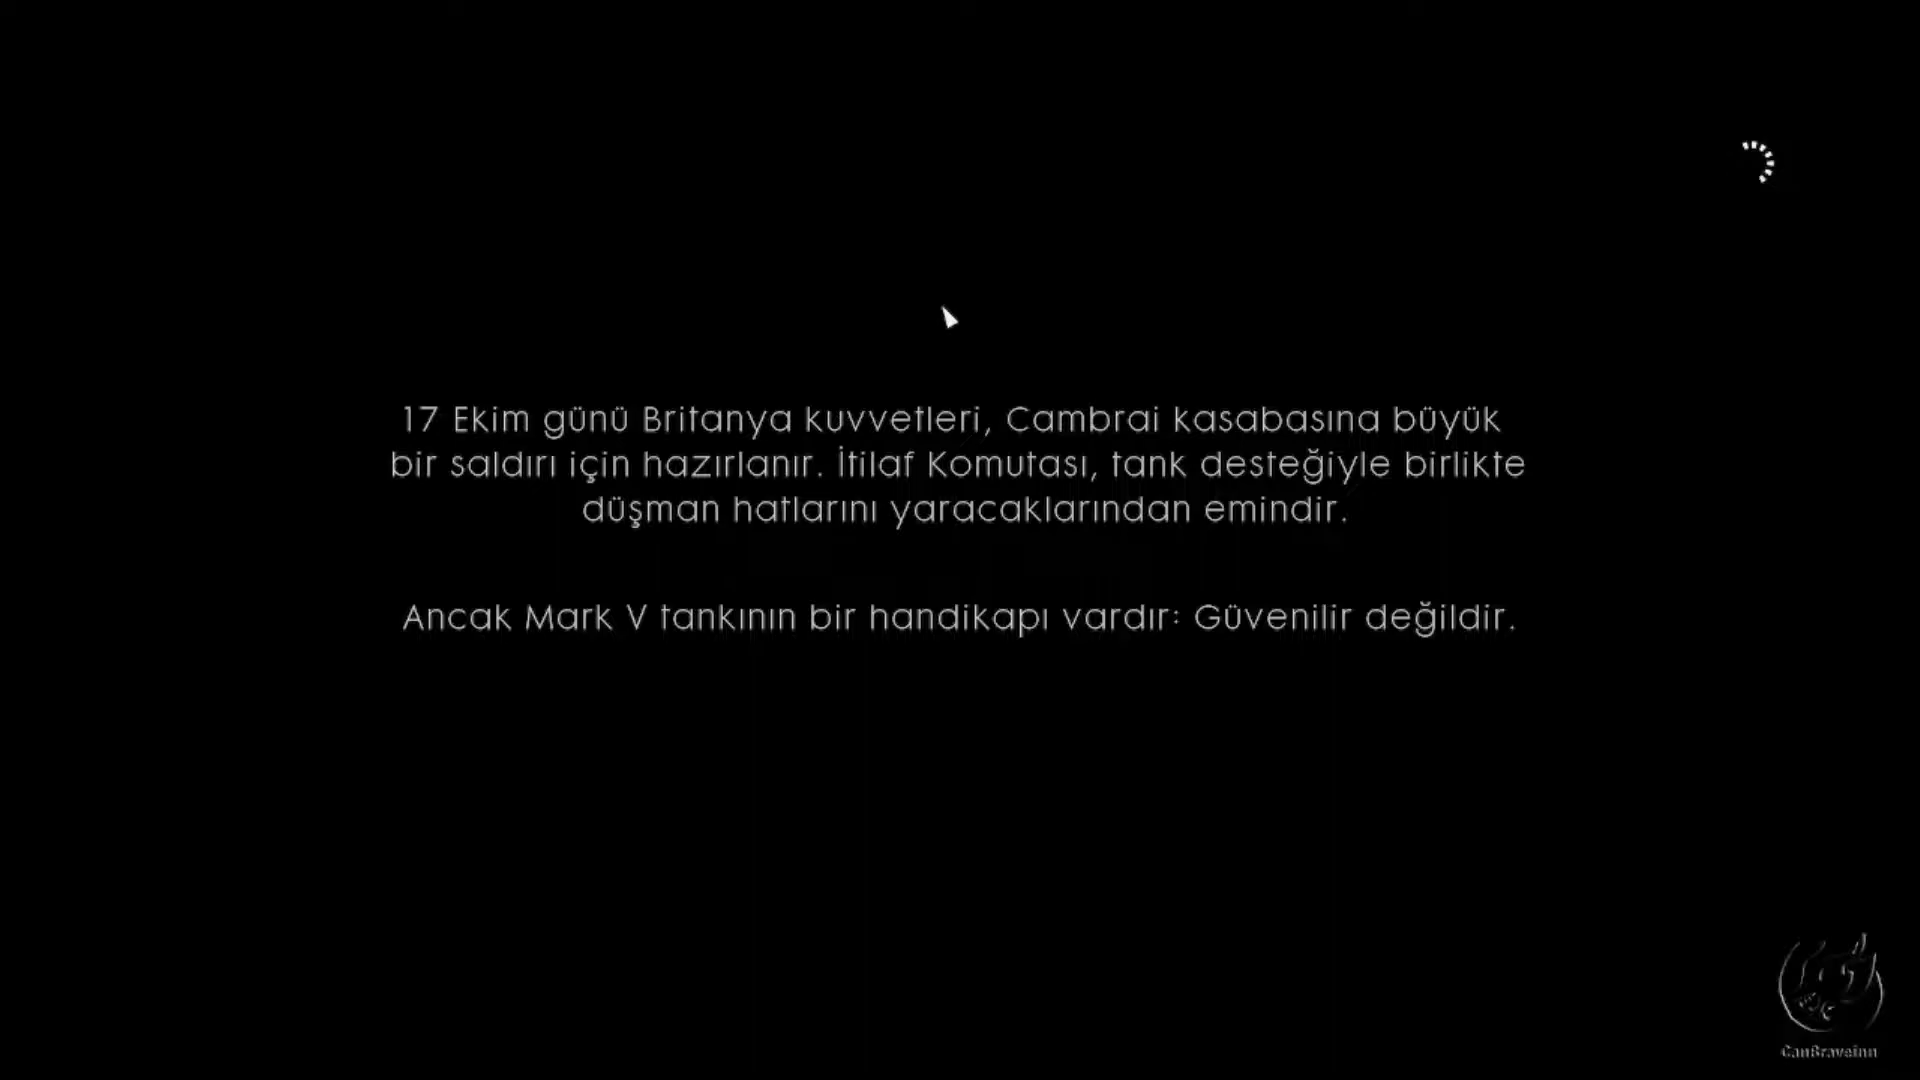 17 Ekim günü Britanya kuvvetleri, Cambrai kasabasına büyük
bir saldırı için hazırlanır. İtilaf Komutası, tank desteğiyle birlikte
düşman hatlarını yaracaklarından emindir.
Ancak Mark V tankının bir handikapı vardır: Güvenilir değildir.
CanBraveinn